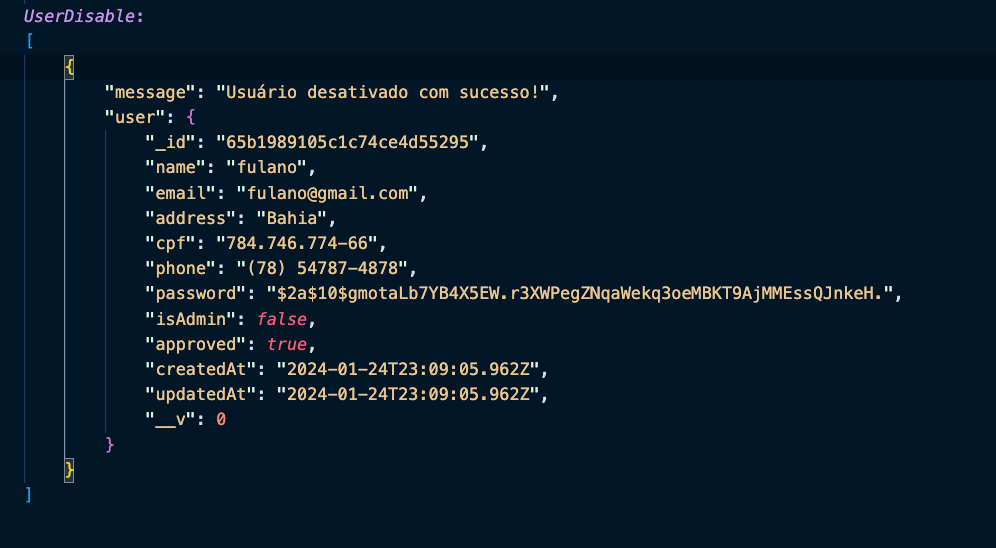 UserDisable:
[
{
"message": "Usuário desativado com sucesso!",
"user": {
"_id": "65b1989105c1c74ce4d55295",
"name": "fulano",
"email": "fulano@gmail.com",
"address": "Bahia",
"cpf": "784.746.774-66",
"phone": "(78) 54787-4878",
"password": "$2a$10$gmotaLb7YB4X5EW.r3XWPegZNqaWekq3oeMBKT9AjMMEssQJnkeH.",
"isAdmin": false,
"approved": true,
"createdAt": "2024-01-24T23:09:05.962Z",
"updatedAt": "2024-01-24T23:09:05.962Z",
"__v": 0
}
}
]